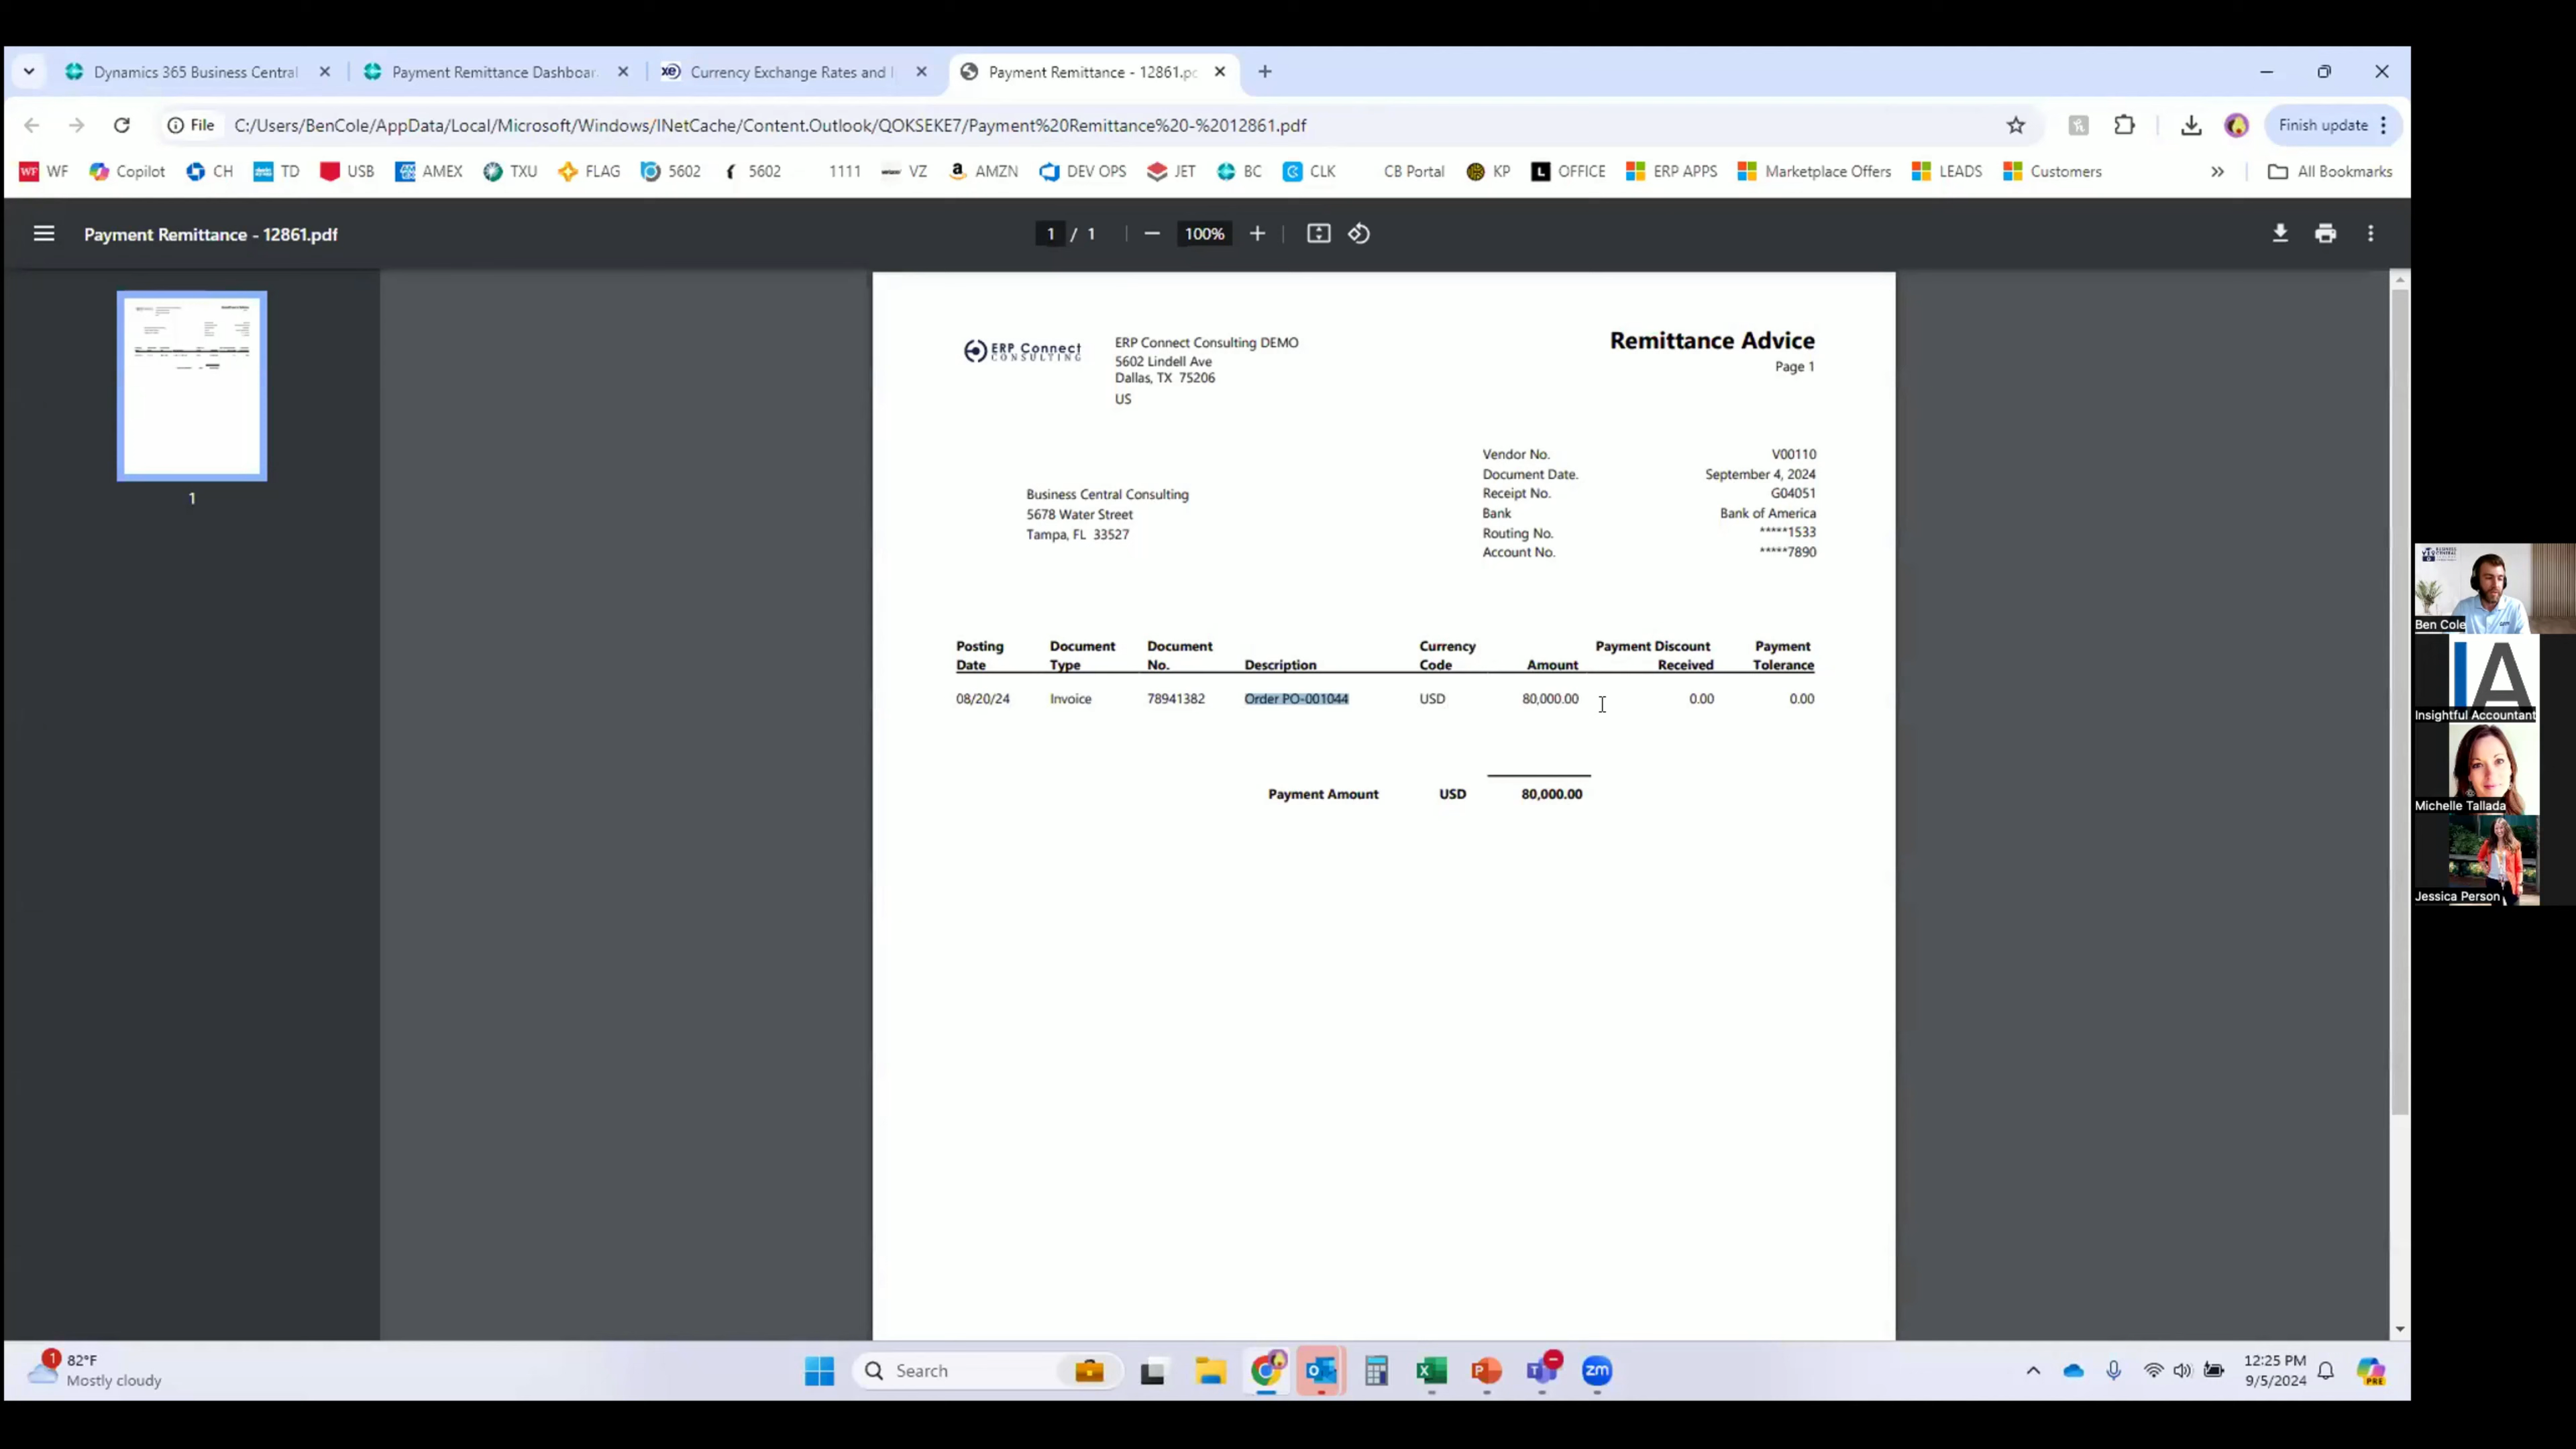 Dynamics 365 Business Central
Payment Remittance Dashboar
Currency Exchange Rates and I
Payment Remittance - 12861.pc
File
C:/Users/BenCole/AppData/Local/Microsoft/Windows/INetCache/Content.Outlook/QOKSEKE7/Payment%20Remittance%20-%2012861.pdf
Finish update
WF WF
Copilot
CH
TD
USB
AMEX
TXU
FLAG
5602
5602
1111
VZ
AMZN
DEV OPS
JET
BC
CLK
CB Portal
KP
OFFICE
ERP APPS
Marketplace Offers
LEADS
Customers
All Bookmarks
Payment Remittance - 12861.pdf
1 / 1
100%
1
ERP Connect
CONSULTING
ERP Connect Consulting DEMO
5602 Lindell Ave
Dallas, TX 75206
US
Remittance Advice
Page 1
Vendor No. V00110
Document Date. September 4, 2024
Receipt No. G04051
Bank Bank of America
Routing No. *****1533
Account No. *****7890
Business Central Consulting
5678 Water Street
Tampa, FL 33527
Posting Date Document Type Document No. Description Currency Code Amount Payment Discount Received Payment Tolerance
08/20/24 Invoice 78941382 Order PO-001044 USD 80,000.00 0.00 0.00
Payment Amount USD 80,000.00
Ben Cole
IA
Insightful Accountant
Michelle Tallada
Jessica Person
1
82°F
Mostly cloudy
Search
zm
12:25 PM
9/5/2024
PRE